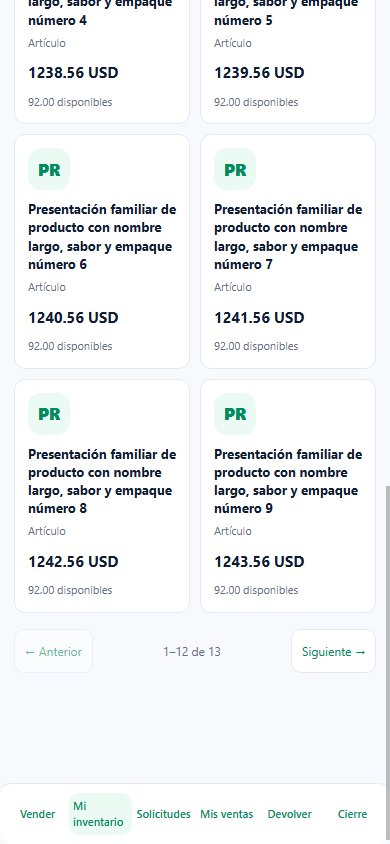 largo, sabor y empaque
número 4
Artículo
1238.56 USD
92.00 disponibles
largo, sabor y empaque
número 5
Artículo
1239.56 USD
92.00 disponibles
PR
Presentación familiar de
producto con nombre
largo, sabor y empaque
número 6
Artículo
1240.56 USD
92.00 disponibles
PR
Presentación familiar de
producto con nombre
largo, sabor y empaque
número 7
Artículo
1241.56 USD
92.00 disponibles
PR
Presentación familiar de
producto con nombre
largo, sabor y empaque
número 8
Artículo
1242.56 USD
92.00 disponibles
PR
Presentación familiar de
producto con nombre
largo, sabor y empaque
número 9
Artículo
1243.56 USD
92.00 disponibles
← Anterior
1–12 de 13
Siguiente →
Vender
Mi
inventario
Solicitudes
Mis ventas
Devolver
Cierre